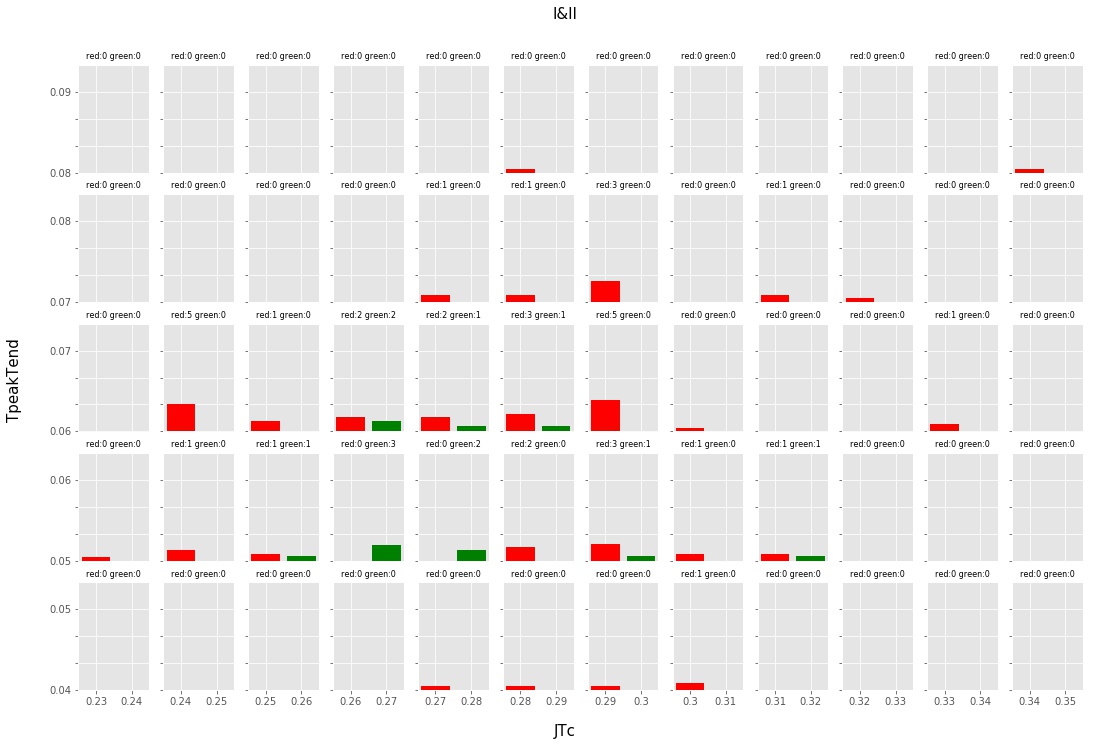 I&II
red:0 green:0 red:0 green:0 red:0 green:0 red:0 green:0 red:0 green:0 red:0 green:0 red:0 green:0 red:0 green:0 red:0 green:0 red:0 green:0 red:0 green:0 red:0 green:0
0.09
0.08
red:0 green:0 red:0 green:0 red:0 green:0 red:0 green:0 red:1 green:0 red:1 green:0 red:3 green:0 red:0 green:0 red:1 green:0 red:0 green:0 red:0 green:0 red:0 green:0
0.08
0.07
red:0 green:0 red:5 green:0 red:1 green:0 red:2 green:2 red:2 green:1 red:3 green:1 red:5 green:0 red:0 green:0 red:0 green:0 red:0 green:0 red:1 green:0 red:0 green:0
0.07
0.06
TpeakTend
red:0 green:0 red:1 green:0 red:1 green:1 red:0 green:3 red:0 green:2 red:2 green:0 red:3 green:1 red:1 green:0 red:1 green:1 red:0 green:0 red:0 green:0 red:0 green:0
0.06
0.05
red:0 green:0 red:0 green:0 red:0 green:0 red:0 green:0 red:0 green:0 red:0 green:0 red:0 green:0 red:1 green:0 red:0 green:0 red:0 green:0 red:0 green:0 red:0 green:0
0.05
0.04
0.23 0.24 0.24 0.25 0.25 0.26 0.26 0.27 0.27 0.28 0.28 0.29 0.29 0.3 0.3 0.31 0.31 0.32 0.32 0.33 0.33 0.34 0.34 0.35
JTc